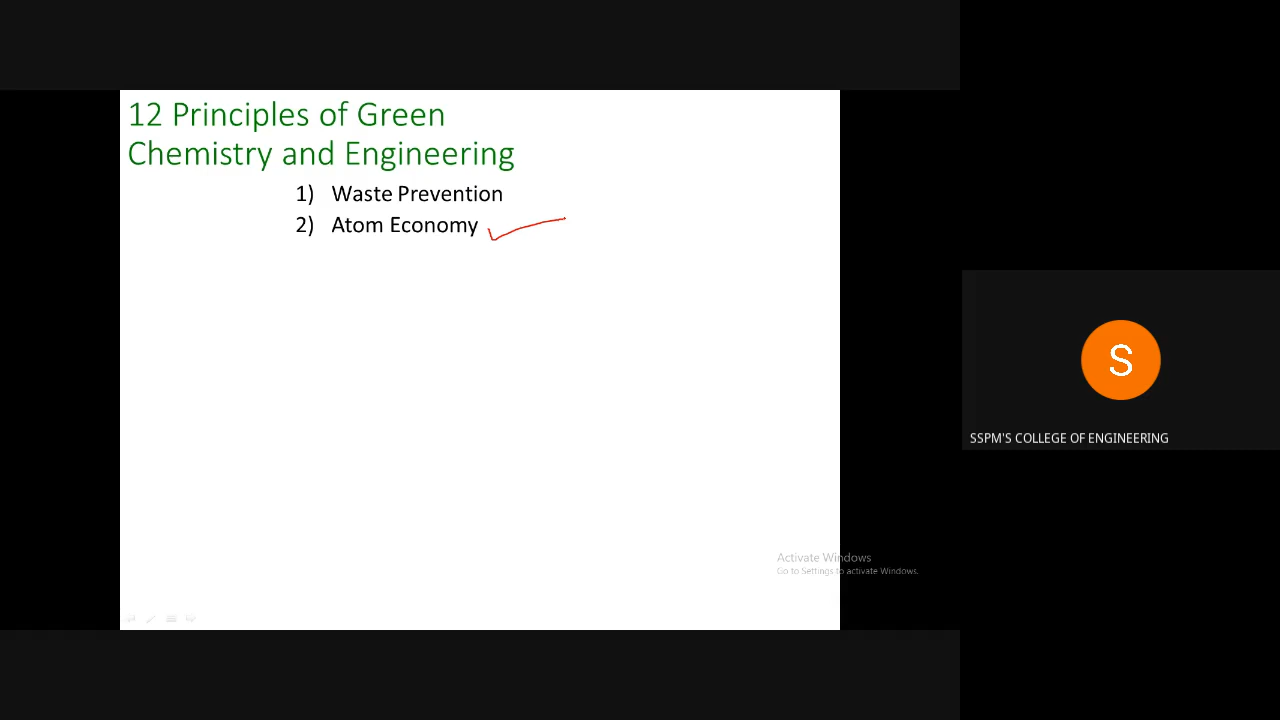 12 Principles of Green
Chemistry and Engineering
1) Waste Prevention
2) Atom Economy
S
SSPM'S COLLEGE OF ENGINEERING
Activate Windows
Go to Settings to activate Windows.